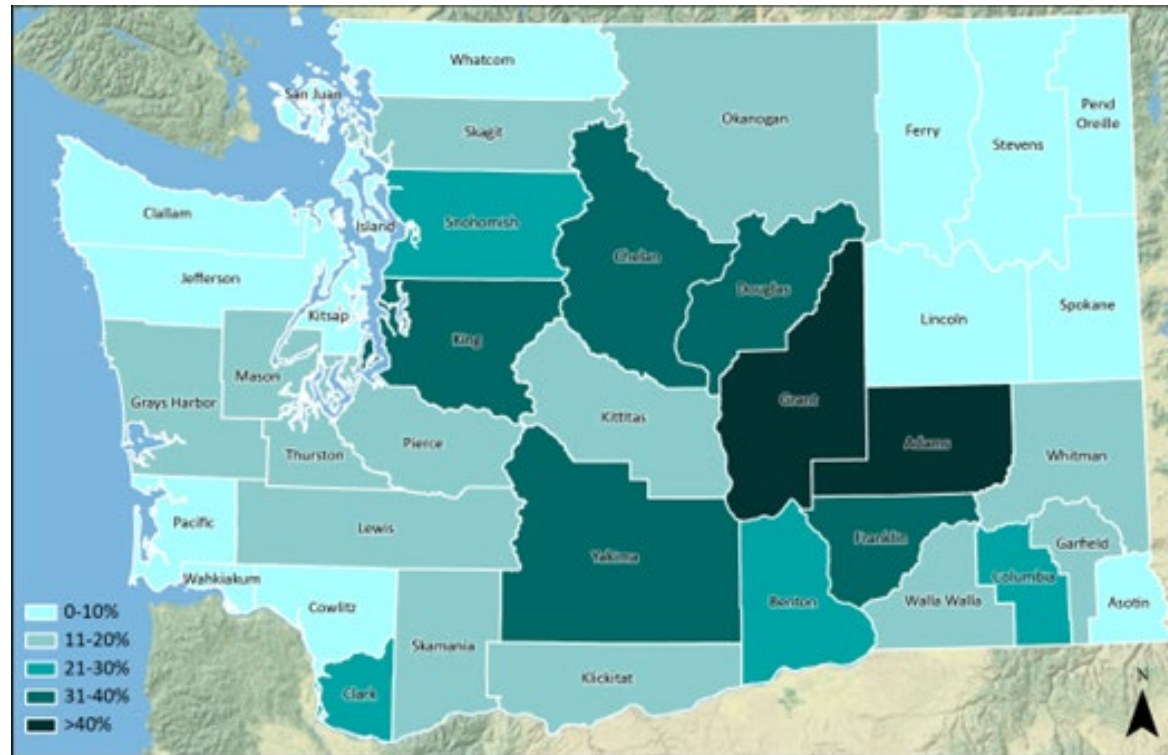 Whatcom
San Juan
Skagit
Okanogan
Ferry
Stevens
Pend
Oreille
Clallam
Island
Snohomish
Chelan
Douglas
Jefferson
Kitsap
King
Lincoln
Spokane
Mason
Grays Harbor
Kittitas
Grant
Adams
Pierce
Thurston
Whitman
Pacific
Lewis
Yakima
Franklin
Garfield
Wahkiakum
Cowlitz
Columbia
Benton
Walla Walla
Asotin
Skamania
Klickitat
Clark
0-10%
11-20%
21-30%
31-40%
>40%
N